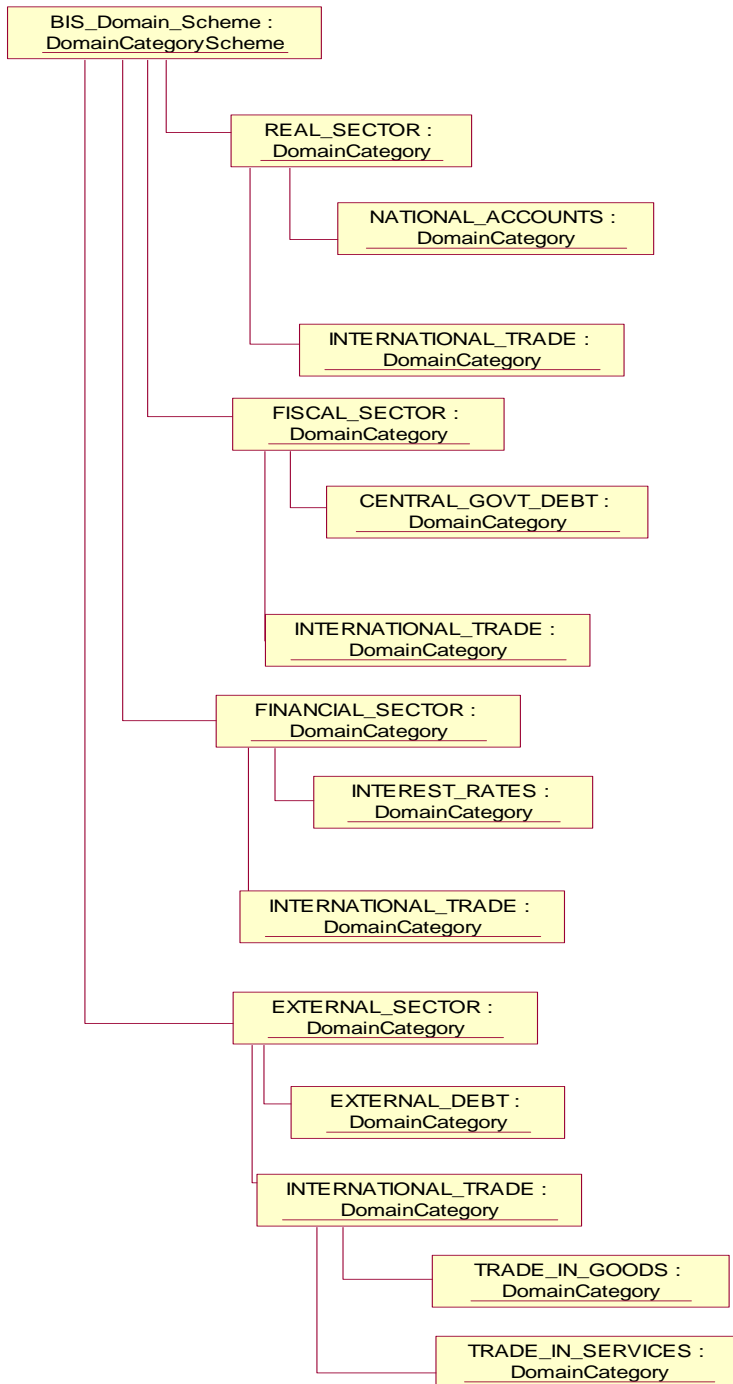 BIS_Domain_Scheme :
DomainCategoryScheme
REAL_SECTOR :
DomainCategory
NATIONAL_ACCOUNTS :
DomainCategory
INTERNATIONAL_TRADE :
DomainCategory
FISCAL_SECTOR :
DomainCategory
CENTRAL_GOVT_DEBT :
DomainCategory
INTERNATIONAL_TRADE :
DomainCategory
FINANCIAL_SECTOR :
DomainCategory
INTEREST_RATES :
DomainCategory
INTERNATIONAL_TRADE :
DomainCategory
EXTERNAL_SECTOR :
DomainCategory
EXTERNAL_DEBT :
DomainCategory
INTERNATIONAL_TRADE :
DomainCategory
TRADE_IN_GOODS :
DomainCategory
TRADE_IN_SERVICES :
DomainCategory